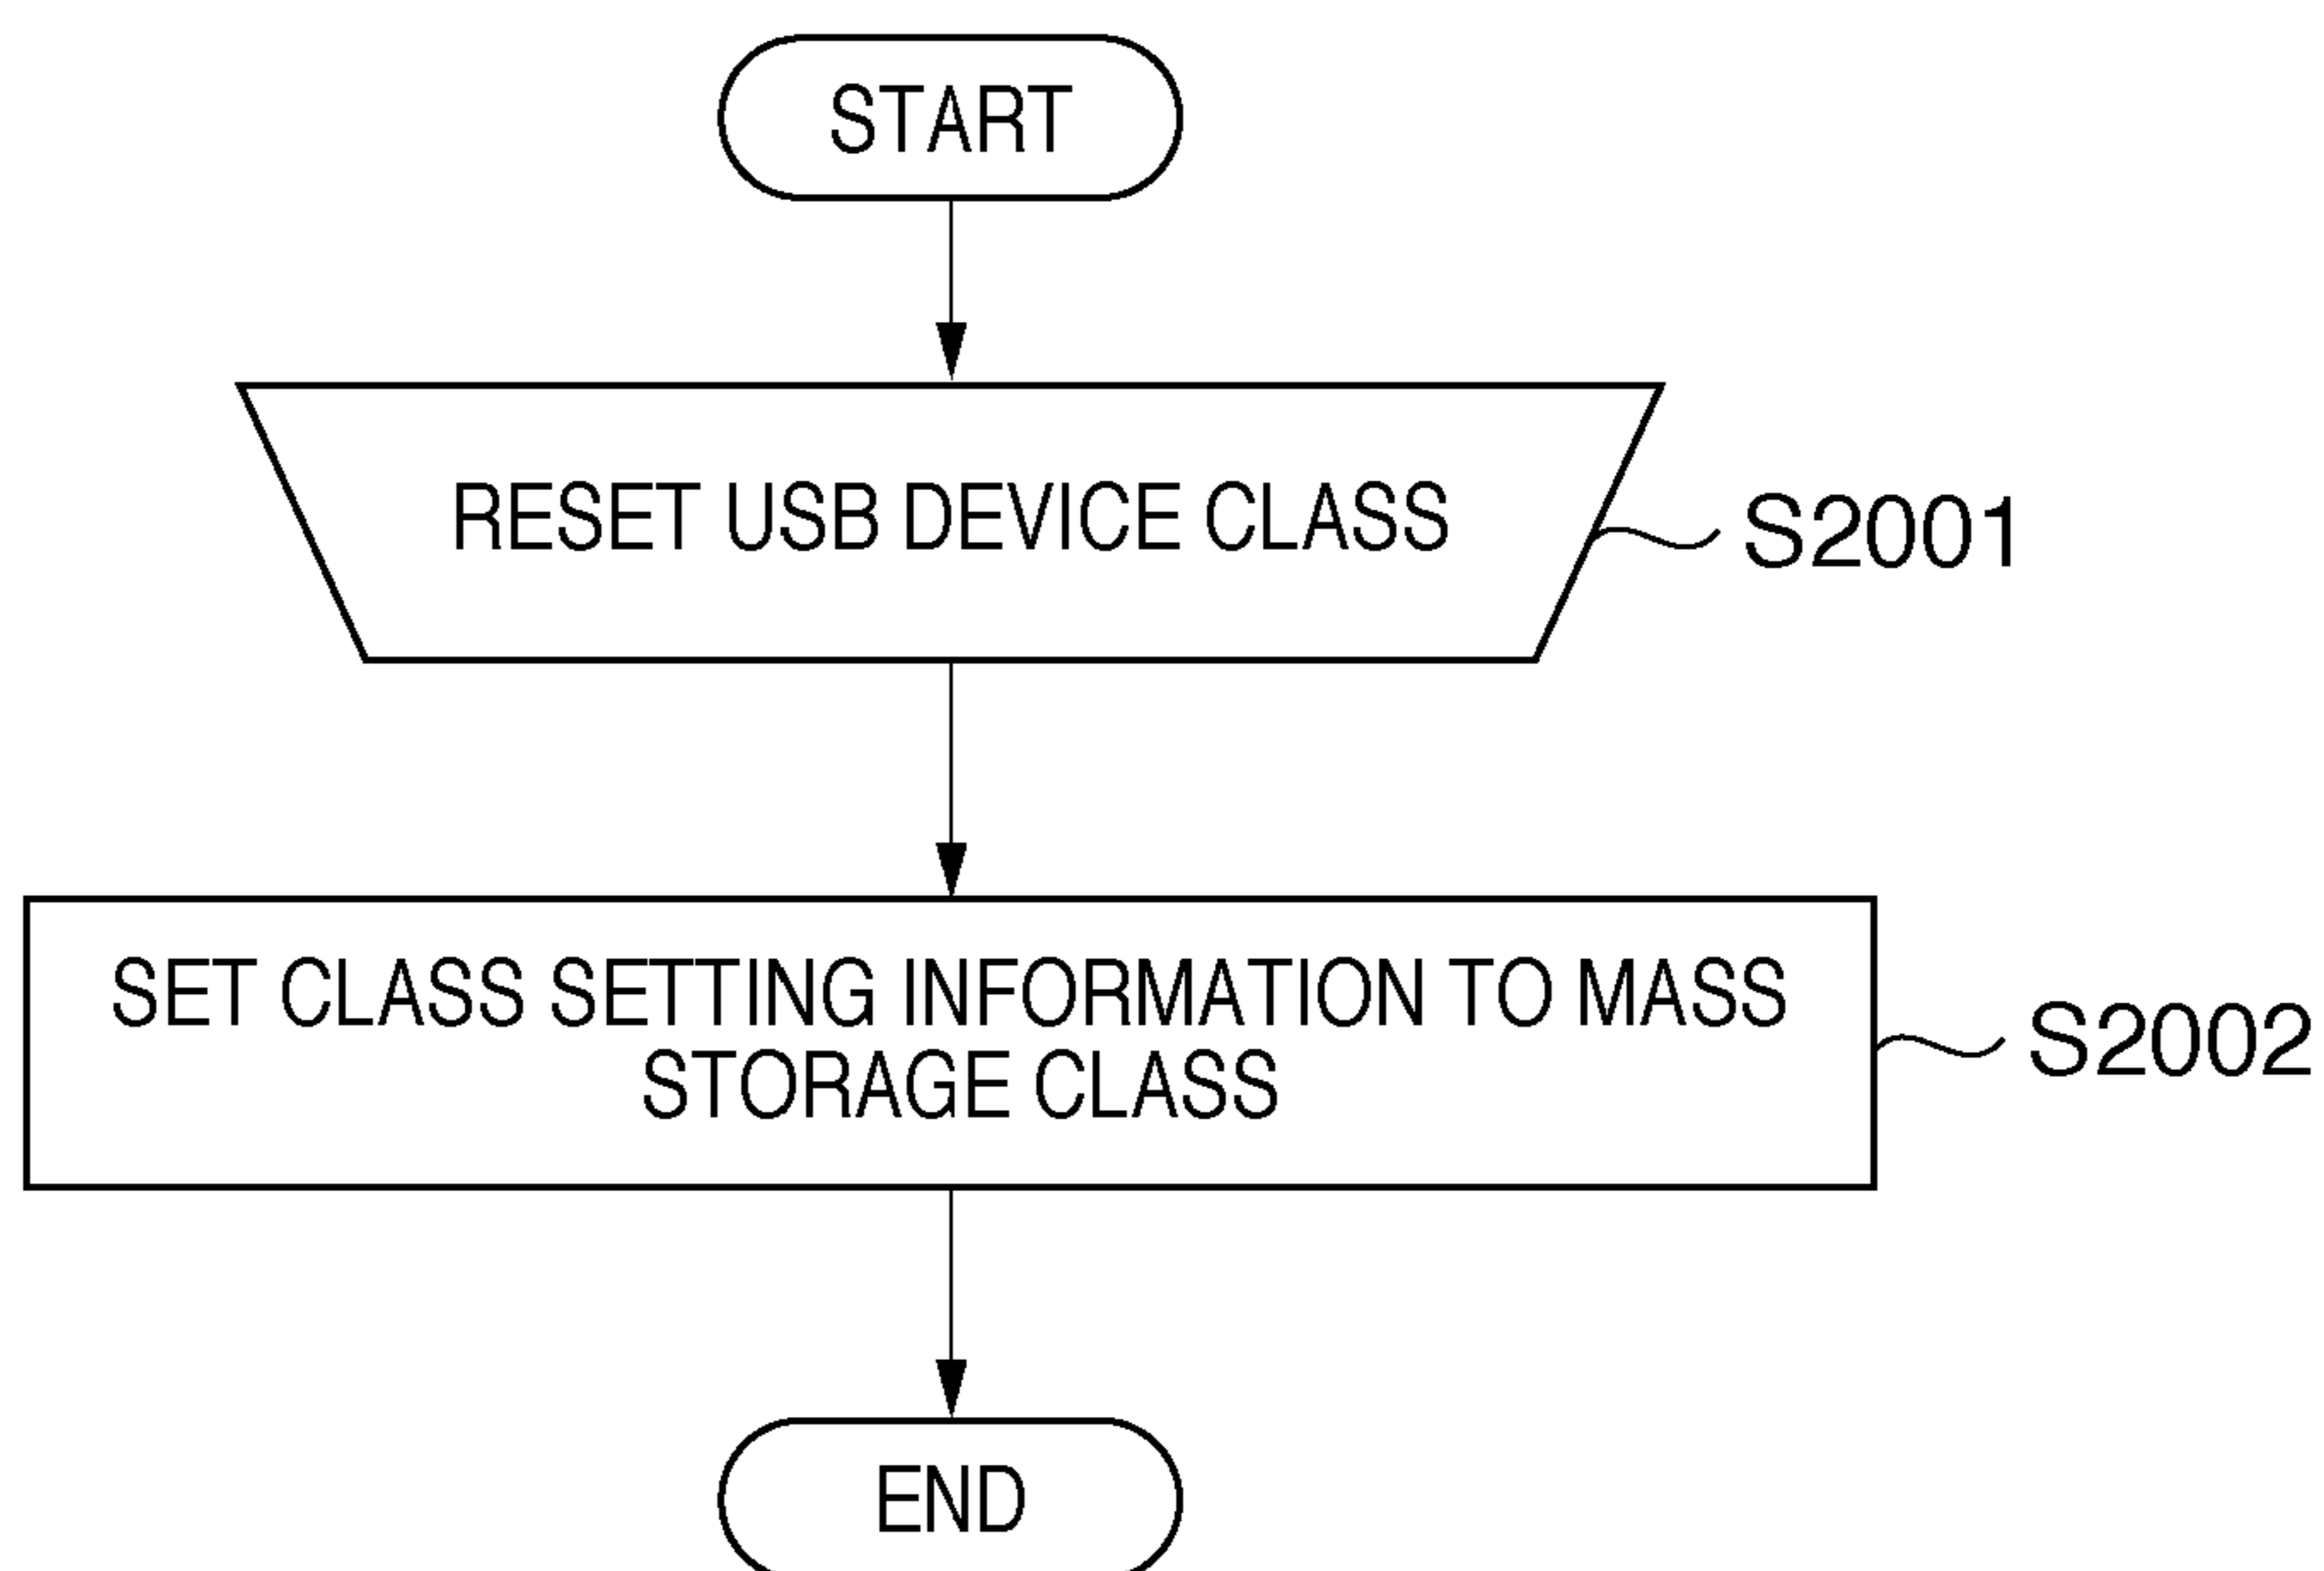 START
RESET USB DEVICE CLASS
S2001
SET CLASS SETTING INFORMATION TO MASS
STORAGE CLASS
S2002
END